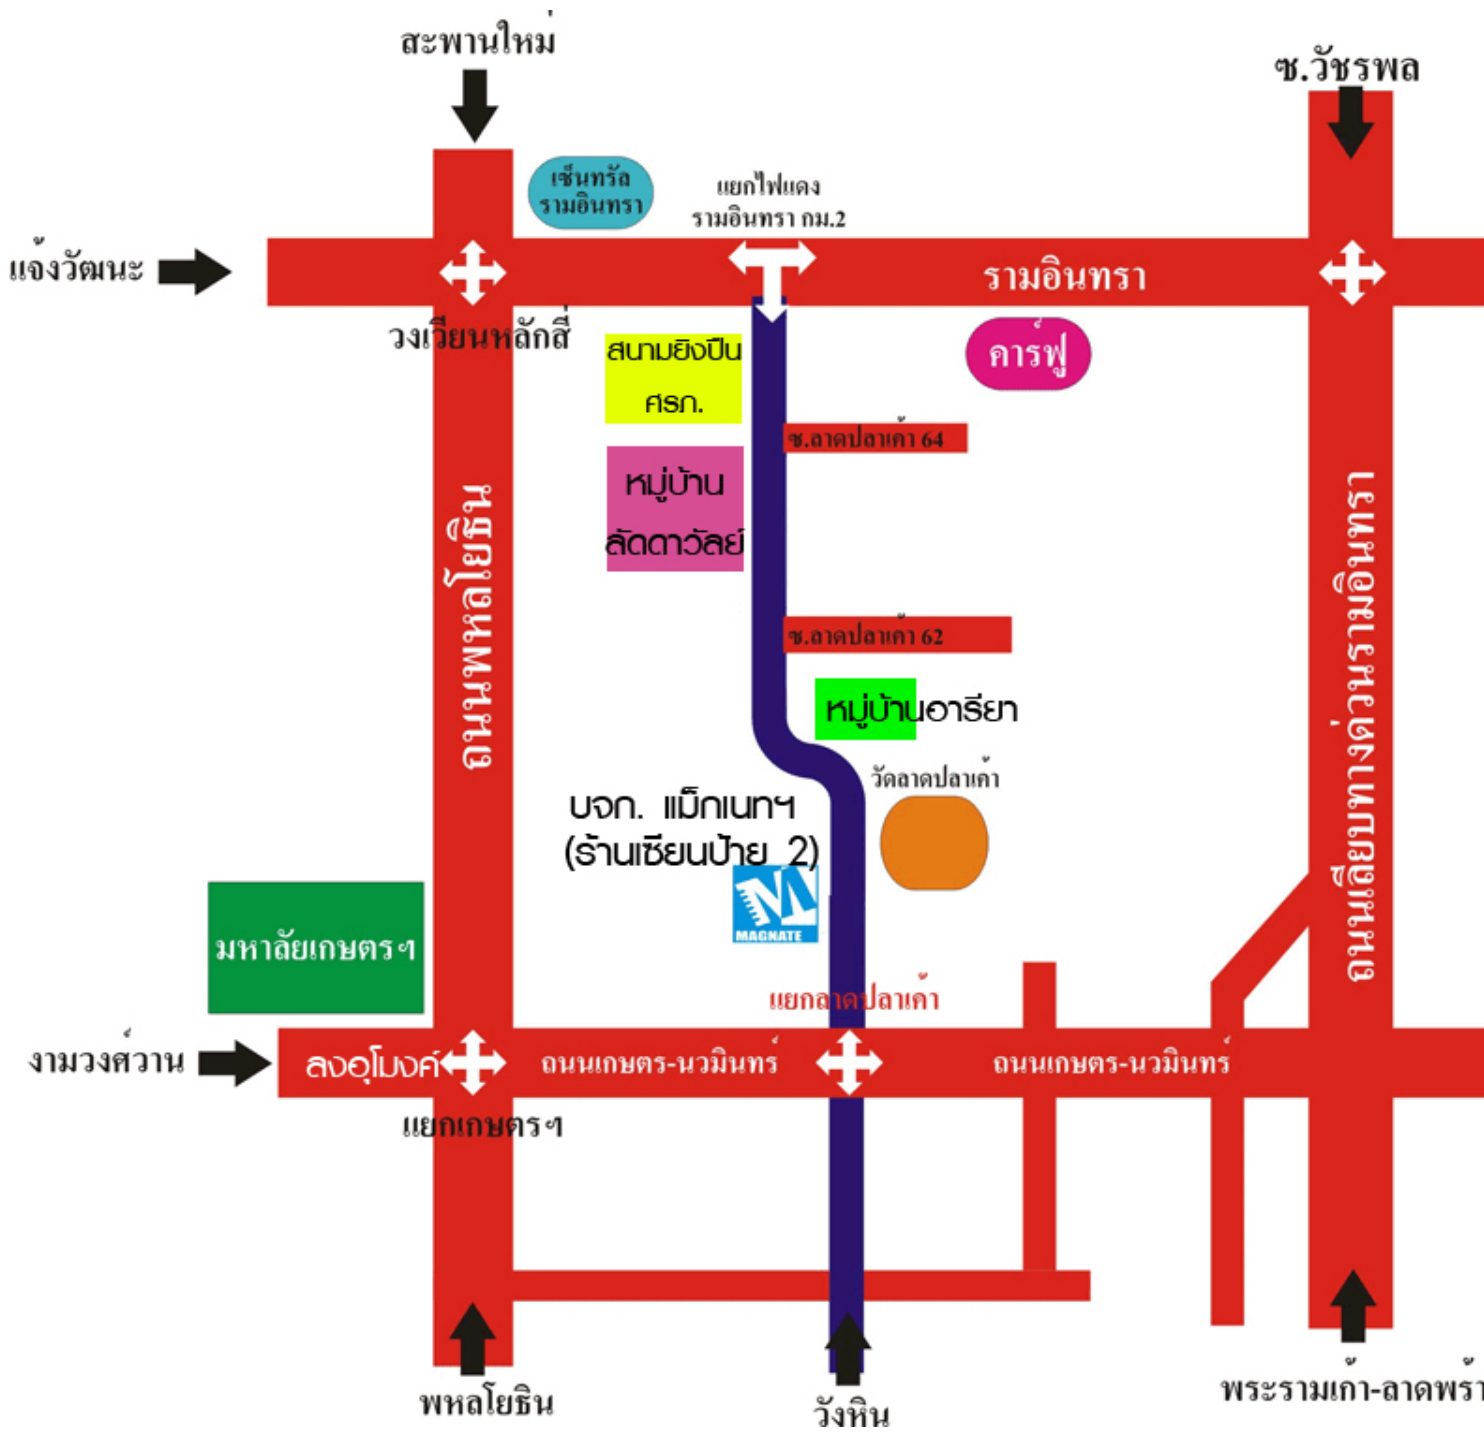 สะพานใหม่
ซ.วัชรพล
เซ็นทรัล
รามอินทรา
แยกไฟแดง
รามอินทรา กม.2
แจ้งวัฒนะ
รามอินทรา
วงเวียนหลักสี่
สนามยิงปืน
ศรภ.
คาร์ฟู
ซ.ลาดปลาเค้า 64
หมู่บ้าน
ลัดดาวัลย์
ถนนพหลโยธิน
ถนนเลียบทางด่วนรามอินทรา
ซ.ลาดปลาเค้า 62
หมู่บ้านอารียา
วัดลาดปลาเค้า
บจก. แม็กเนทฯ
(ร้านเซียนป้าย 2)
MAGNATE
มหาลัยเกษตรฯ
แยกลาดปลาเค้า
งามวงศ์วาน
ลงอุโมงค์
ถนนเกษตร-นวมินทร์
ถนนเกษตร-นวมินทร์
แยกเกษตรฯ
พหลโยธิน
วังหิน
พระรามเก้า-ลาดพร้า